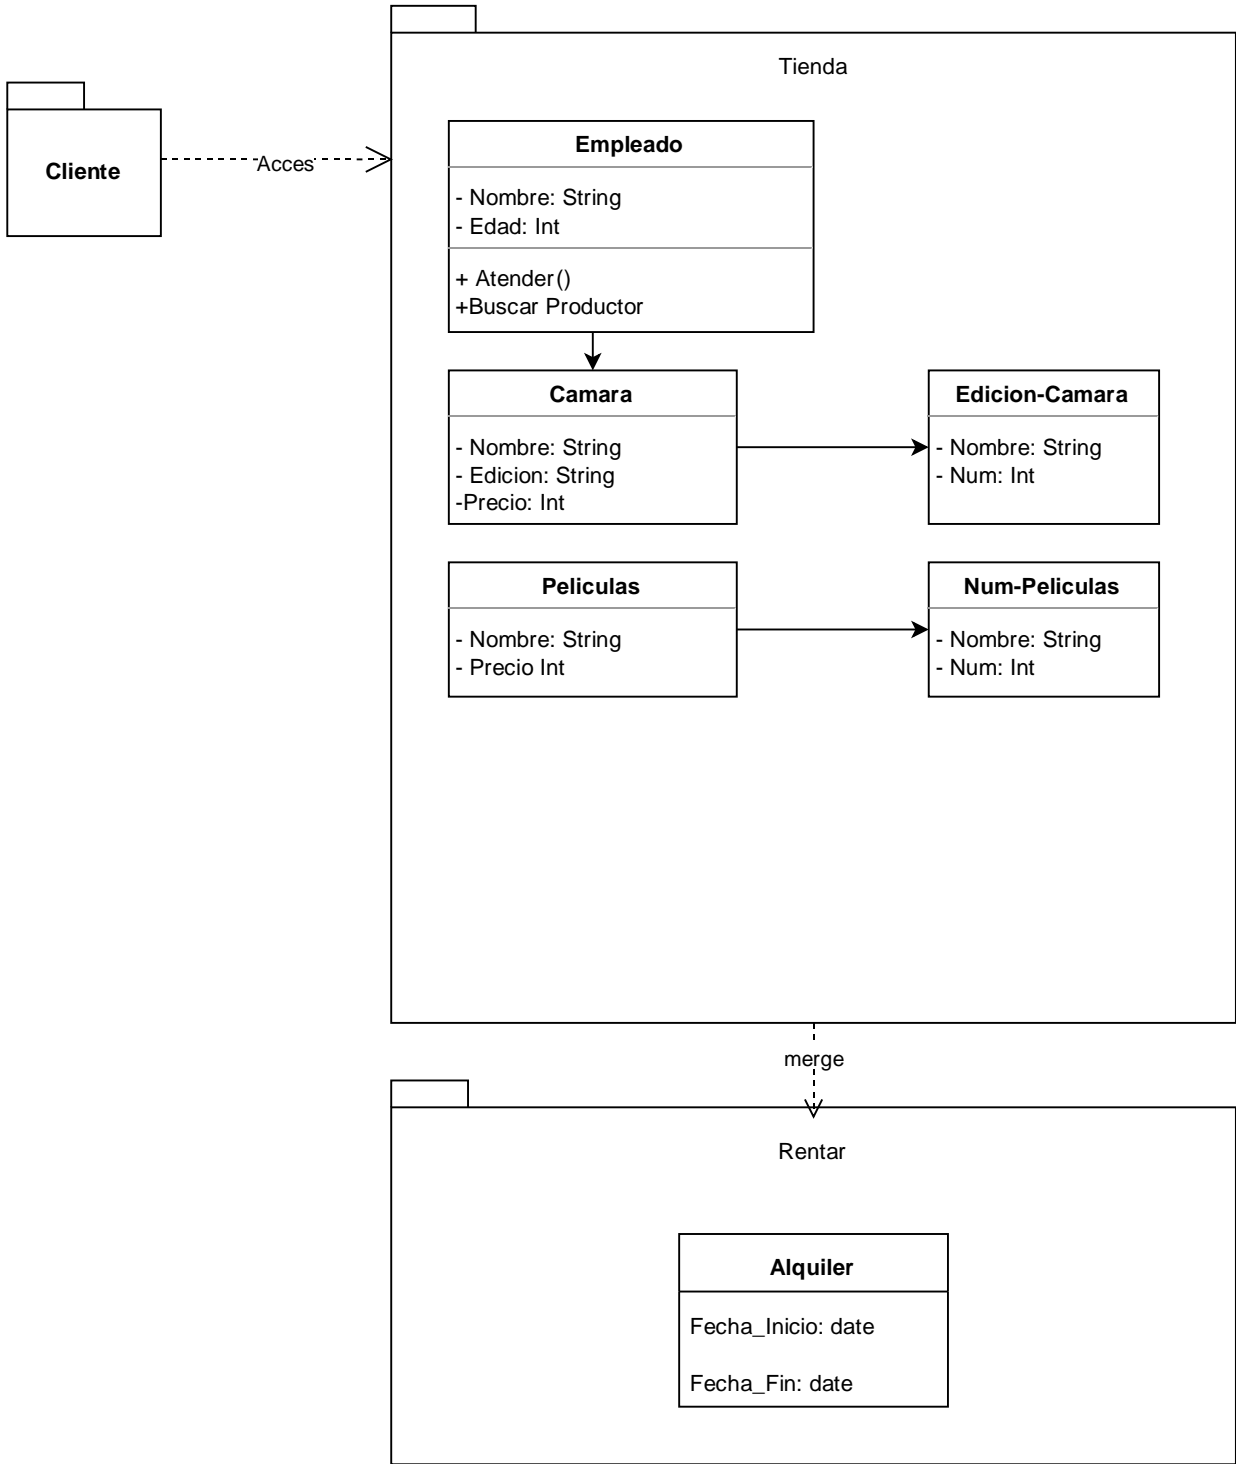 Tienda
Cliente
Acces
Empleado
- Nombre: String
- Edad: Int
+ Atender()
+Buscar Productor
Camara
- Nombre: String
- Edicion: String
-Precio: Int
Edicion-Camara
- Nombre: String
- Num: Int
Peliculas
- Nombre: String
- Precio Int
Num-Peliculas
- Nombre: String
- Num: Int
merge
Rentar
Alquiler
Fecha_Inicio: date
Fecha_Fin: date